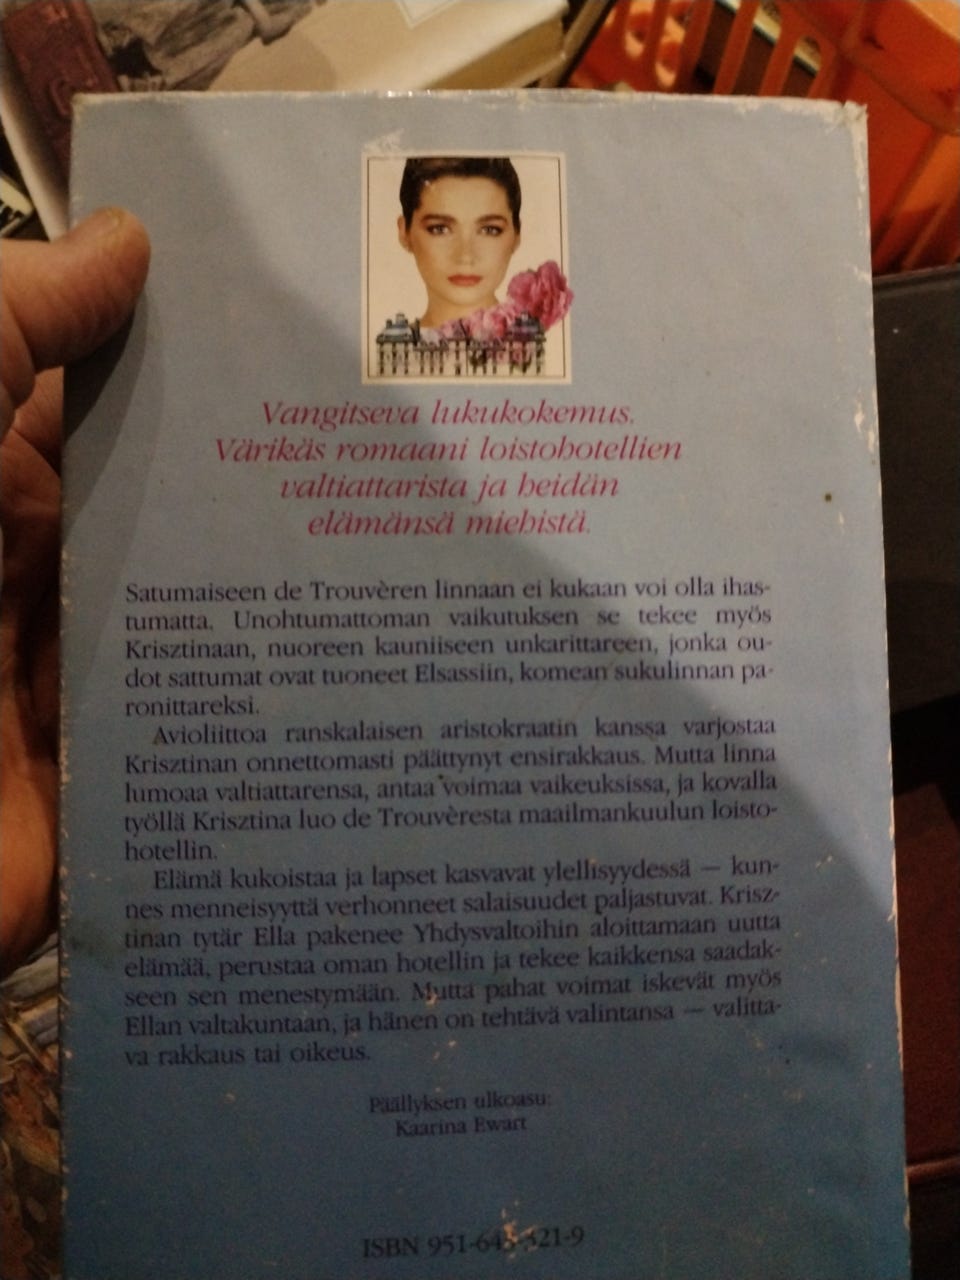 Vangitseva lukukokemus.
Värikäs romaani loistohotellien
valtiattarista ja heidän
elämänsä miehistä.
Satumaiseen de Trouvèren linnaan ei kukaan voi olla ihas-
tumatta. Unohtumattoman vaikutuksen se tekee myös
Krisztinaan, nuoreen kauniiseen unkarittareen, jonka ou-
dot sattumat ovat tuoneet Elsassiin, komean sukulinnan pa-
ronittareksi.
Avioliittoa ranskalaisen aristokraatin kanssa varjostaa
Krisztinan onnettomasti päättynyt ensirakkaus. Mutta linna
lumoaa valtiattarensa, antaa voimaa vaikeuksissa, ja kovalla
työllä Krisztina luo de Trouvèresta maailmankuulun loisto-
hotellin.
Elämä kukoistaa ja lapset kasvavat ylellisyydessä — kun-
nes menneisyyttä verhonneet salaisuudet paljastuvat. Krisz-
tinan tytär Ella pakenee Yhdysvaltoihin aloittamaan uutta
elämää, perustaa oman hotellin ja tekee kaikkensa saadak-
seen sen menestymään. Mutta pahat voimat iskevät myös
Ellan valtakuntaan, ja hänen on tehtävä valintansa — valitta-
va rakkaus tai oikeus.
Päällyksen ulkoasu:
Kaarina Ewart
ISBN